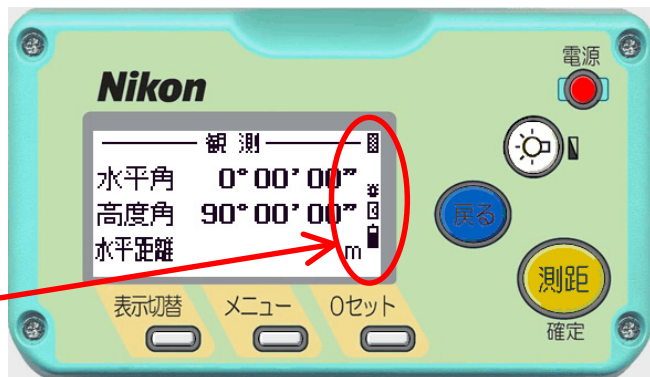 電源
Nikon
観測
水平角 0°00'00"
高度角 90°00'00"
水平距離 m
戻る
測距
確定
表示切替 メニュー 0セット